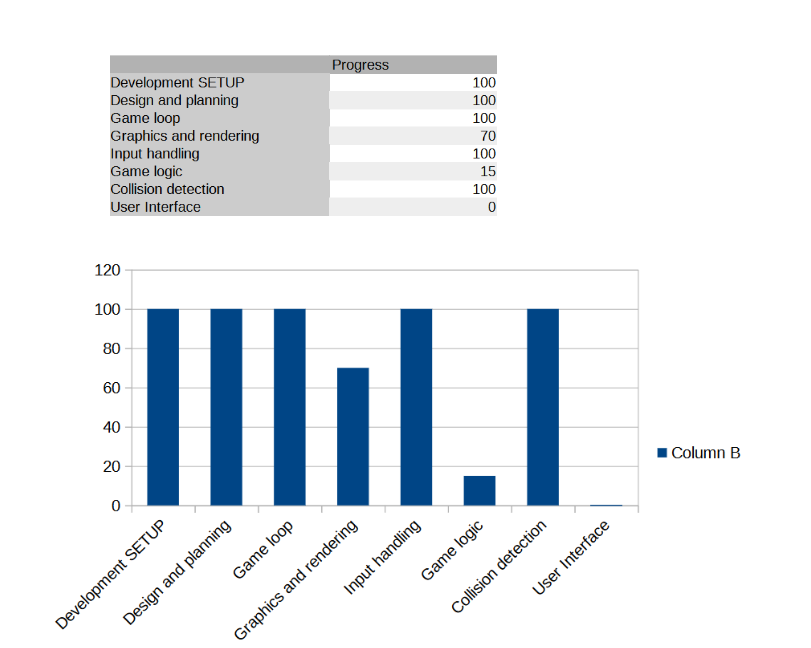 Progress
Development SETUP 100
Design and planning 100
Game loop 100
Graphics and rendering 70
Input handling 100
Game logic 15
Collision detection 100
User Interface 0
120
100
80
60
40
20
0
Column B
Development SETUP
Design and planning
Game loop
Graphics and rendering
Input handling
Game logic
Collision detection
User Interface